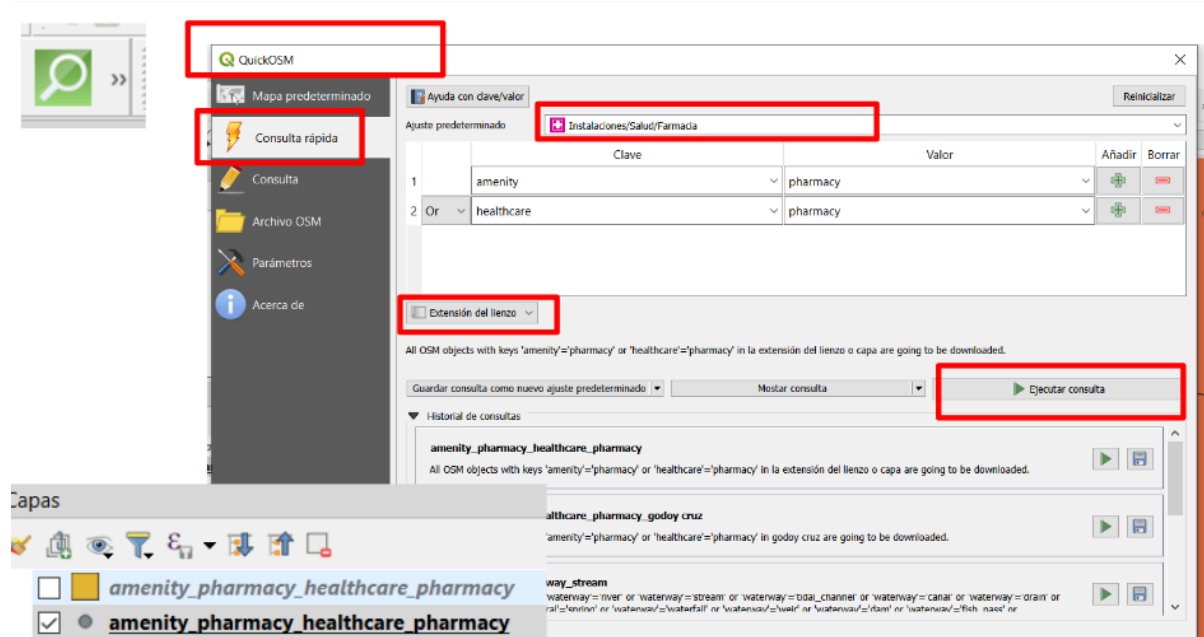 »
QuickOSM
Mapa predeterminado
Consulta rápida
Consulta
Archivo OSM
Parámetros
Acerca de
Ayuda con clave/valor
Reinicializar
Ajuste predeterminado
Instalaciones/Salud/Farmacia
Clave Valor Añadir Borrar
1 amenity pharmacy
2 Or healthcare pharmacy
Extensión del lienzo
All OSM objects with keys 'amenity'='pharmacy' or 'healthcare'='pharmacy' in la extensión del lienzo o capa are going to be downloaded.
Guardar consulta como nuevo ajuste predeterminado
Mostar consulta
Ejecutar consulta
Historial de consultas
amenity_pharmacy_healthcare_pharmacy
All OSM objects with keys 'amenity'='pharmacy' or 'healthcare'='pharmacy' in la extensión del lienzo o capa are going to be downloaded.
althcare_pharmacy_godoy cruz
'amenity'='pharmacy' or 'healthcare'='pharmacy' in godoy cruz are going to be downloaded.
way_stream
'waterway'='river' or 'waterway'='stream' or 'waterway'='tidal_channel' or 'waterway'='canal' or 'waterway'='drain' or
ral'='spring' or 'waterway'='waterfall' or 'waterway'='weir' or 'waterway'='dam' or 'waterway'='fish_pass' or
Capas
amenity_pharmacy_healthcare_pharmacy
amenity_pharmacy_healthcare_pharmacy